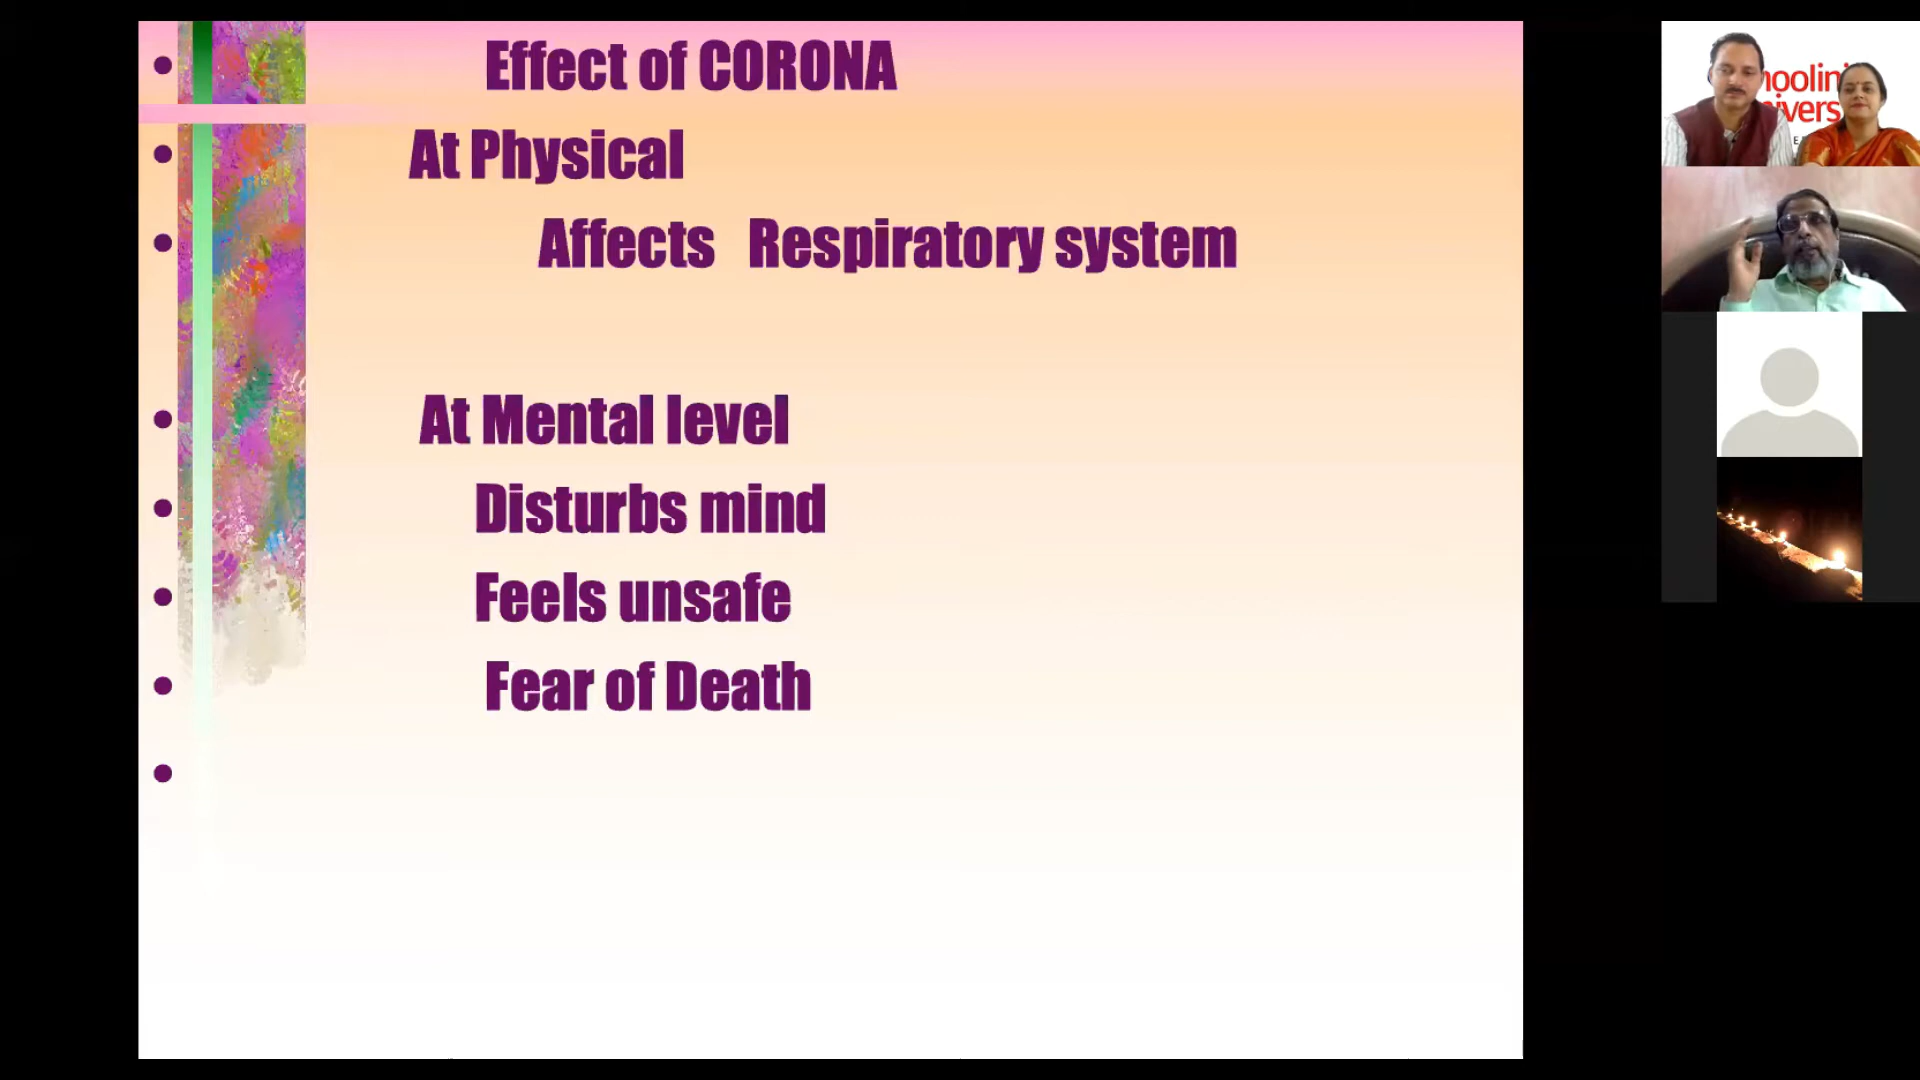 Effect of CORONA
At Physical
Affects Respiratory system
At Mental level
Disturbs mind
Feels unsafe
Fear of Death